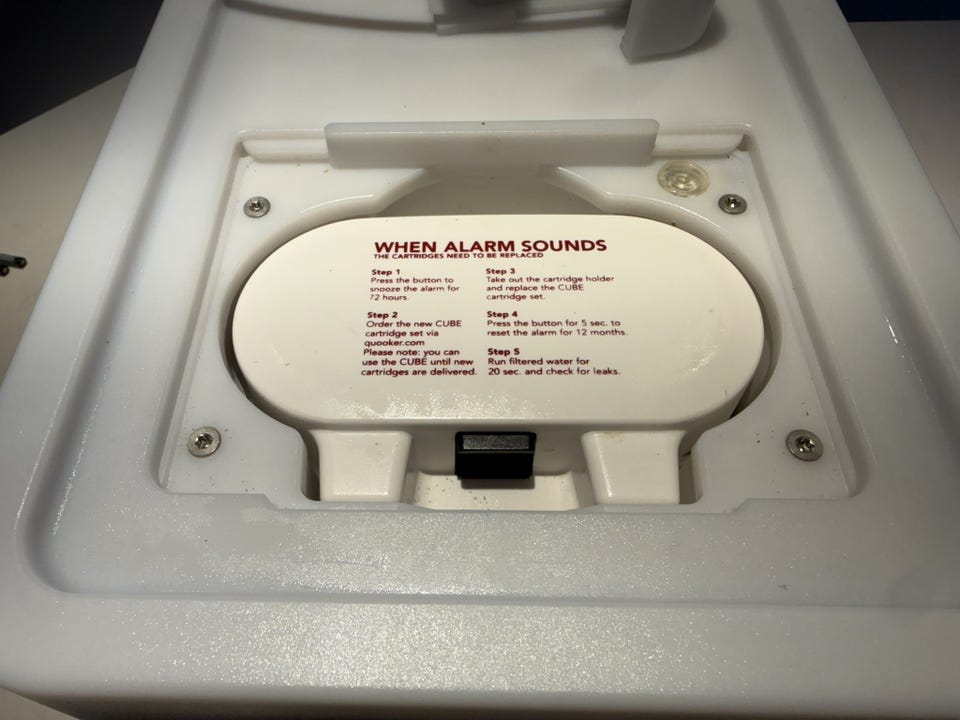 WHEN ALARM SOUNDS
THE CARTRIDGES NEED TO BE REPLACED
Step 1
Press the button to
snooze the alarm for
72 hours.
Step 2
Order the new CUBE
cartridge set via
quooker.com
Please note: you can
use the CUBE until new
cartridges are delivered.
Step 3
Take out the cartridge holder
and replace the CUBE
cartridge set.
Step 4
Press the button for 5 sec. to
reset the alarm for 12 months.
Step 5
Run filtered water for
20 sec. and check for leaks.